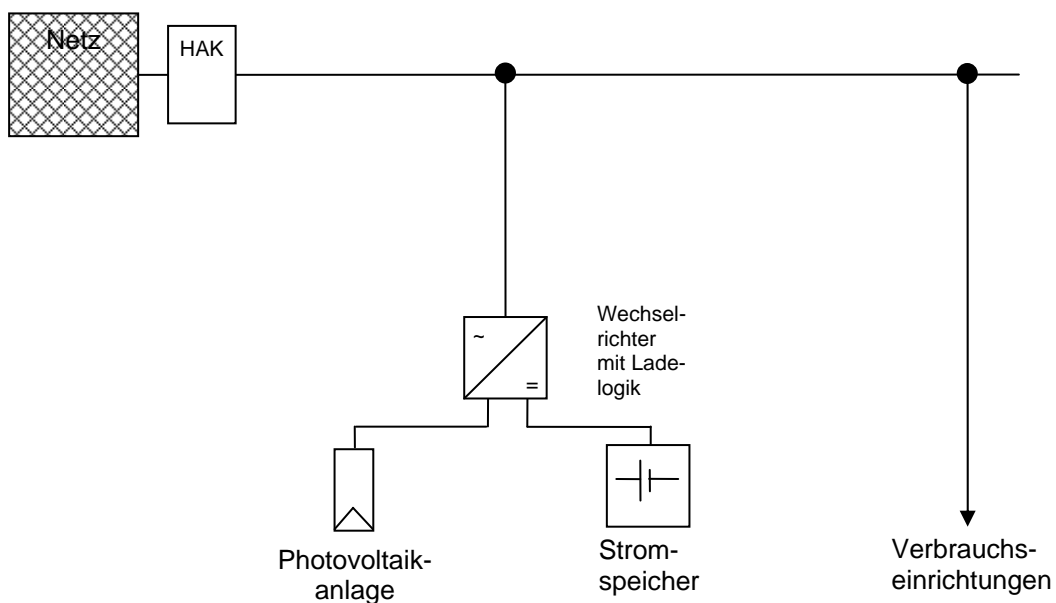 Netz
HAK
Wechsel-
richter
mit Lade-
logik
~
=
Photovoltaik-
anlage
Strom-
speicher
Verbrauchs-
einrichtungen